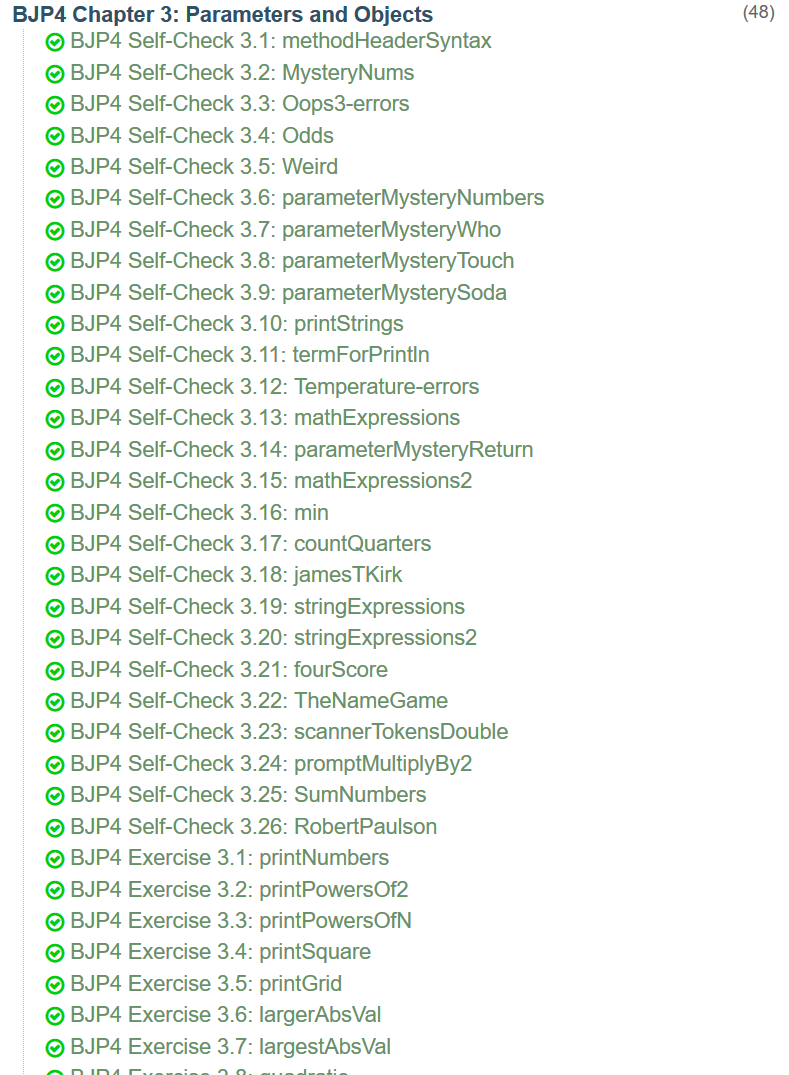 BJP4 Chapter 3: Parameters and Objects (48)
BJP4 Self-Check 3.1: methodHeaderSyntax
BJP4 Self-Check 3.2: MysteryNums
BJP4 Self-Check 3.3: Oops3-errors
BJP4 Self-Check 3.4: Odds
BJP4 Self-Check 3.5: Weird
BJP4 Self-Check 3.6: parameterMysteryNumbers
BJP4 Self-Check 3.7: parameterMysteryWho
BJP4 Self-Check 3.8: parameterMysteryTouch
BJP4 Self-Check 3.9: parameterMysterySoda
BJP4 Self-Check 3.10: printStrings
BJP4 Self-Check 3.11: termForPrintln
BJP4 Self-Check 3.12: Temperature-errors
BJP4 Self-Check 3.13: mathExpressions
BJP4 Self-Check 3.14: parameterMysteryReturn
BJP4 Self-Check 3.15: mathExpressions2
BJP4 Self-Check 3.16: min
BJP4 Self-Check 3.17: countQuarters
BJP4 Self-Check 3.18: jamesTKirk
BJP4 Self-Check 3.19: stringExpressions
BJP4 Self-Check 3.20: stringExpressions2
BJP4 Self-Check 3.21: fourScore
BJP4 Self-Check 3.22: TheNameGame
BJP4 Self-Check 3.23: scannerTokensDouble
BJP4 Self-Check 3.24: promptMultiplyBy2
BJP4 Self-Check 3.25: SumNumbers
BJP4 Self-Check 3.26: RobertPaulson
BJP4 Exercise 3.1: printNumbers
BJP4 Exercise 3.2: printPowersOf2
BJP4 Exercise 3.3: printPowersOfN
BJP4 Exercise 3.4: printSquare
BJP4 Exercise 3.5: printGrid
BJP4 Exercise 3.6: largerAbsVal
BJP4 Exercise 3.7: largestAbsVal
BJP4 Exercise 3.8: quadratic